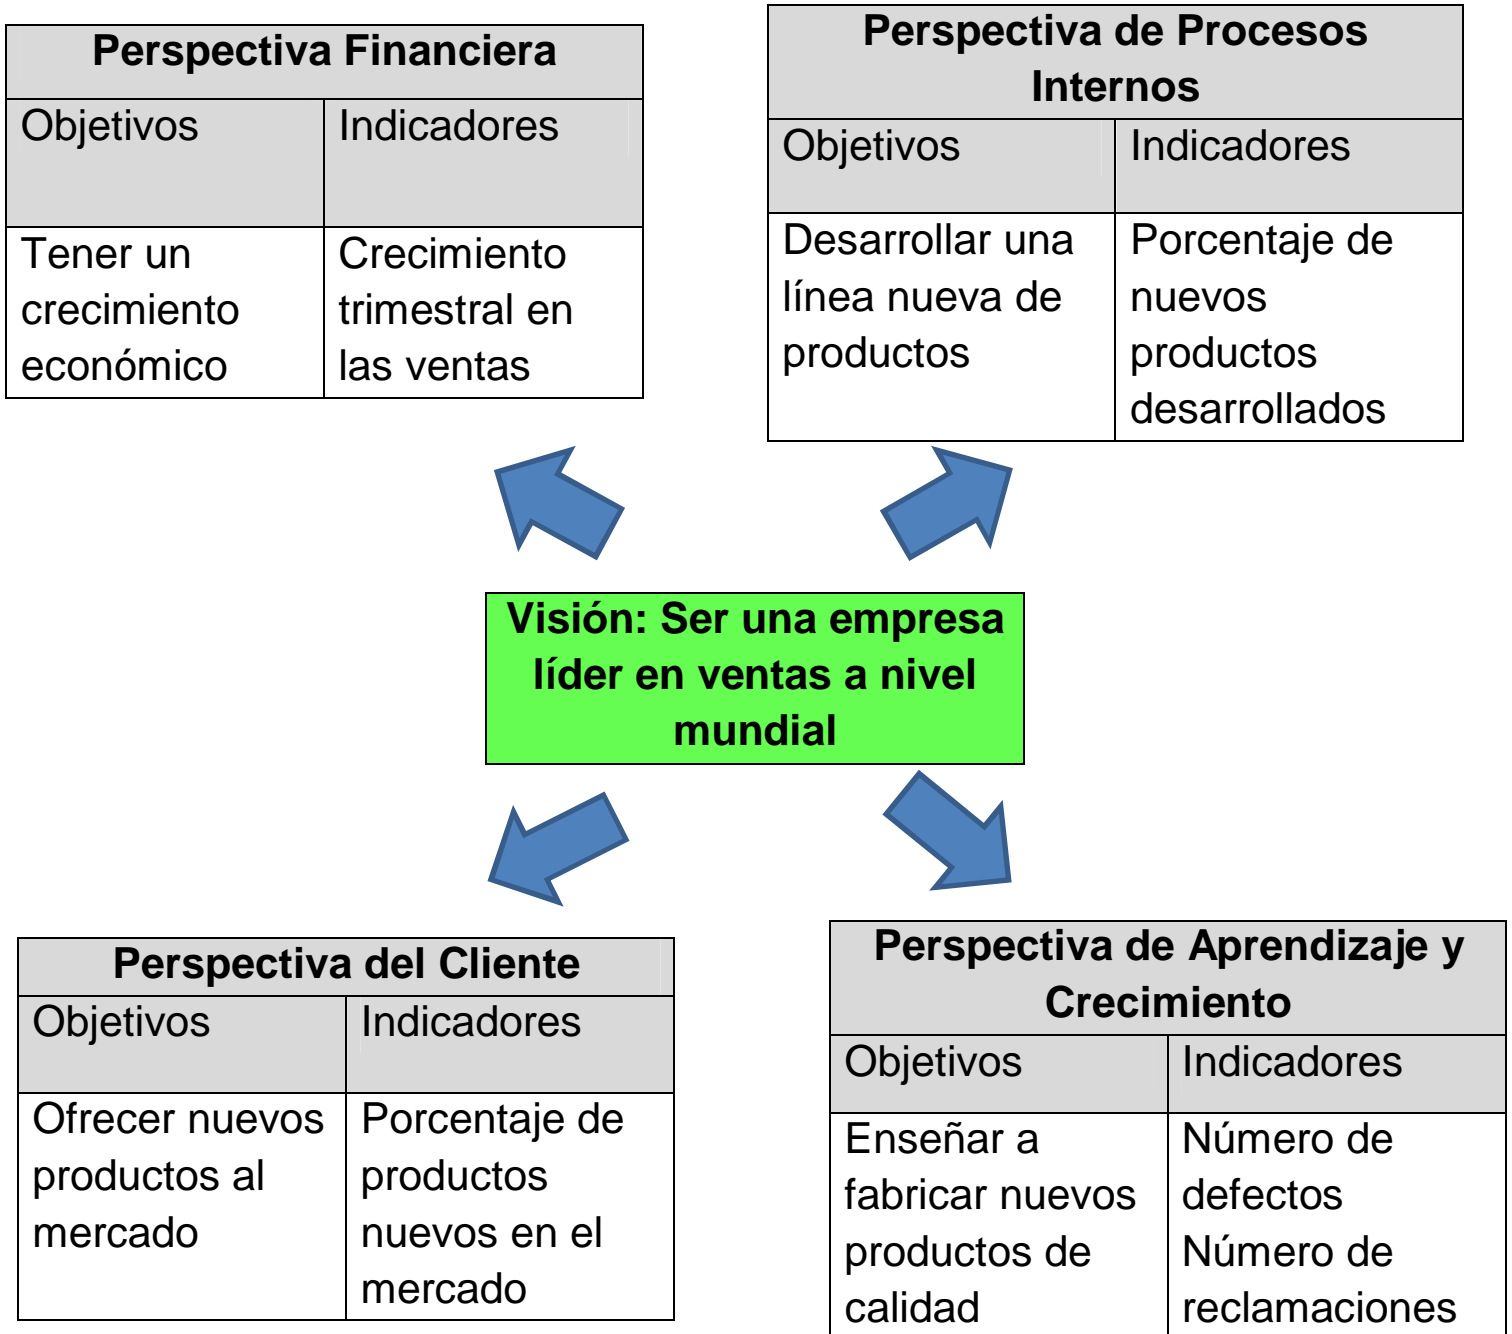 Perspectiva Financiera
Objetivos
Indicadores
Tener un
crecimiento
económico
Crecimiento
trimestral en
las ventas
Perspectiva de Procesos
Internos
Objetivos
Indicadores
Desarrollar una
línea nueva de
productos
Porcentaje de
nuevos
productos
desarrollados
Visión: Ser una empresa
líder en ventas a nivel
mundial
Perspectiva del Cliente
Objetivos
Indicadores
Ofrecer nuevos
productos al
mercado
Porcentaje de
productos
nuevos en el
mercado
Perspectiva de Aprendizaje y
Crecimiento
Objetivos
Indicadores
Enseñar a
fabricar nuevos
productos de
calidad
Número de
defectos
Número de
reclamaciones